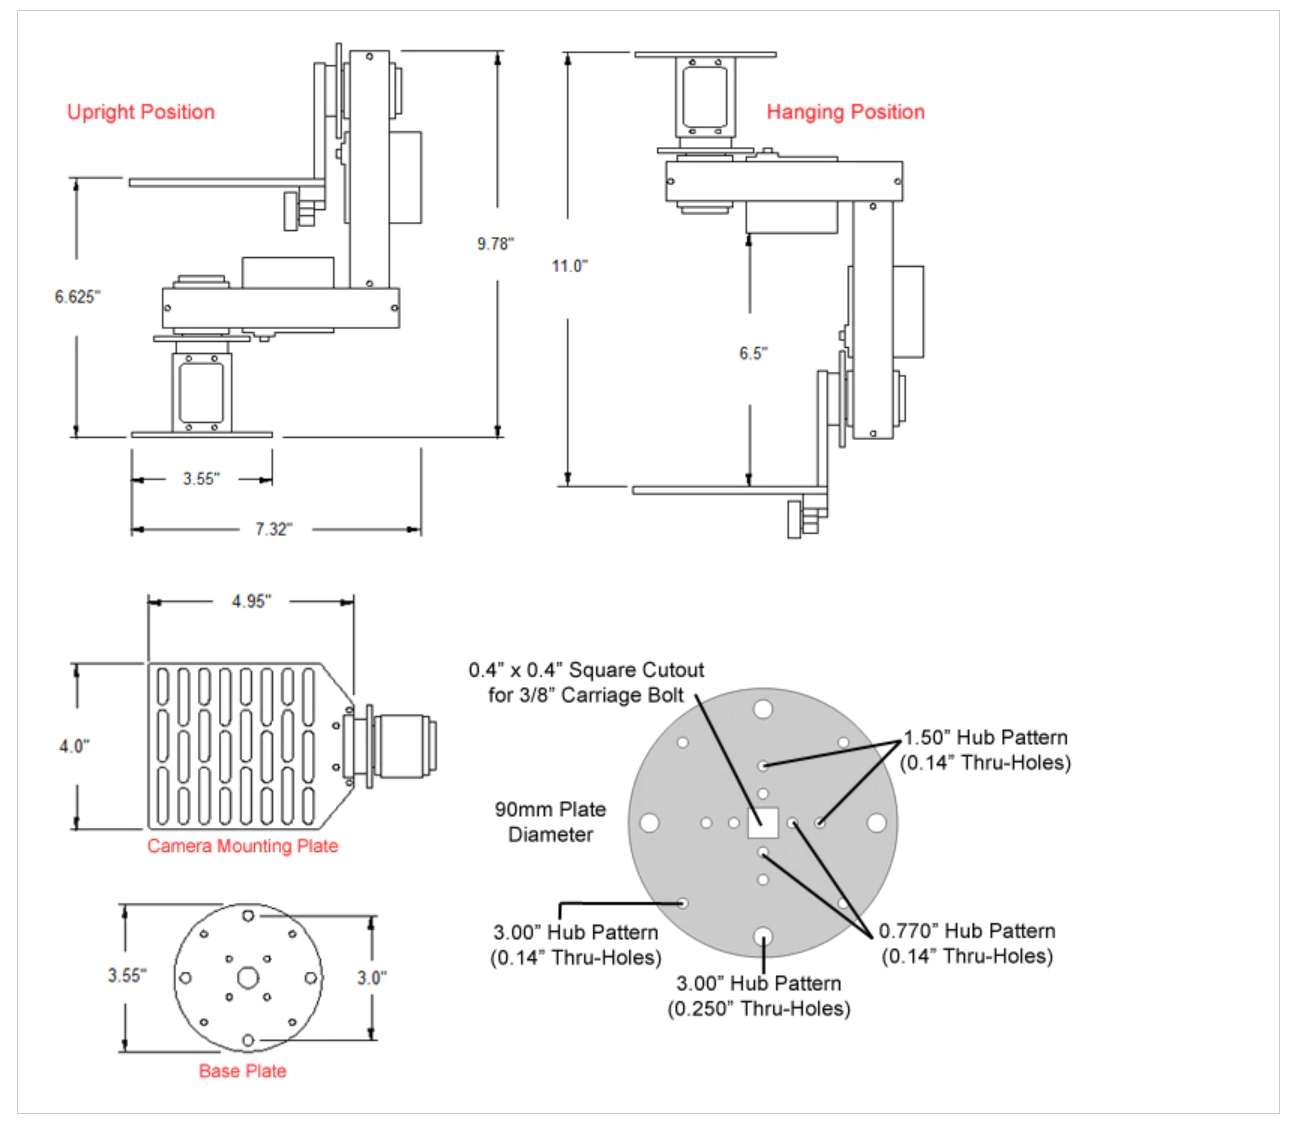 Upright Position
Hanging Position
9.78"
11.0"
6.625"
6.5"
3.55"
7.32"
4.95"
4.0"
Camera Mounting Plate
3.55"
3.0"
Base Plate
0.4” x 0.4” Square Cutout
for 3/8” Carriage Bolt
1.50” Hub Pattern
(0.14” Thru-Holes)
90mm Plate
Diameter
3.00” Hub Pattern
(0.14” Thru-Holes)
0.770” Hub Pattern
(0.14” Thru-Holes)
3.00” Hub Pattern
(0.250” Thru-Holes)